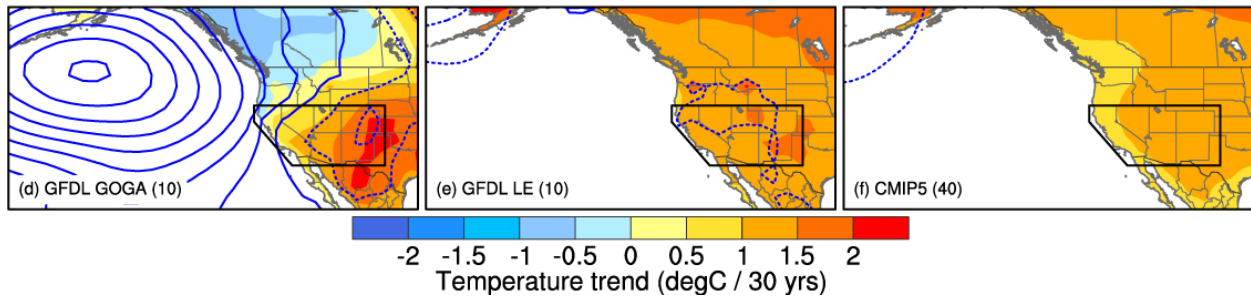 (d) GFDL GOGA (10)
(e) GFDL LE (10)
(f) CMIP5 (40)
-2 -1.5 -1 -0.5 0 0.5 1 1.5 2
Temperature trend (degC / 30 yrs)